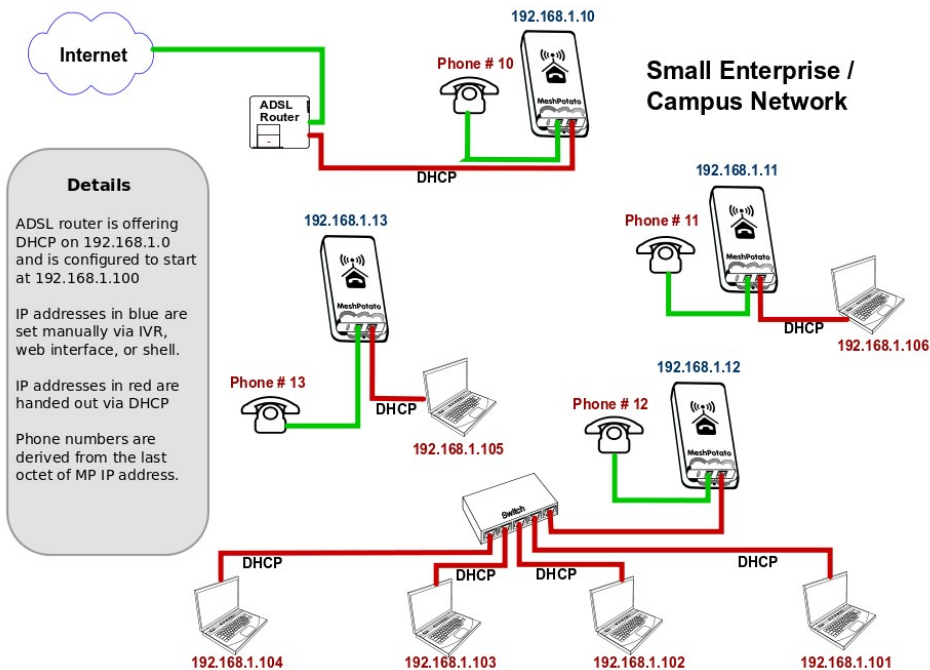 192.168.1.10
Internet
Phone # 10
Small Enterprise /
Campus Network
ADSL
Router
MeshPotato
DHCP
192.168.1.11
Details
ADSL router is offering
DHCP on 192.168.1.0
and is configured to start
at 192.168.1.100
IP addresses in blue are
set manually via IVR,
web interface, or shell.
IP addresses in red are
handed out via DHCP
Phone numbers are
derived from the last
octet of MP IP address.
192.168.1.13
Phone # 11
MeshPotato
MeshPotato
DHCP
192.168.1.106
192.168.1.12
Phone # 13
DHCP
192.168.1.105
Phone # 12
MeshPotato
Switch
DHCP
DHCP
DHCP
DHCP
192.168.1.104
192.168.1.103
192.168.1.102
192.168.1.101